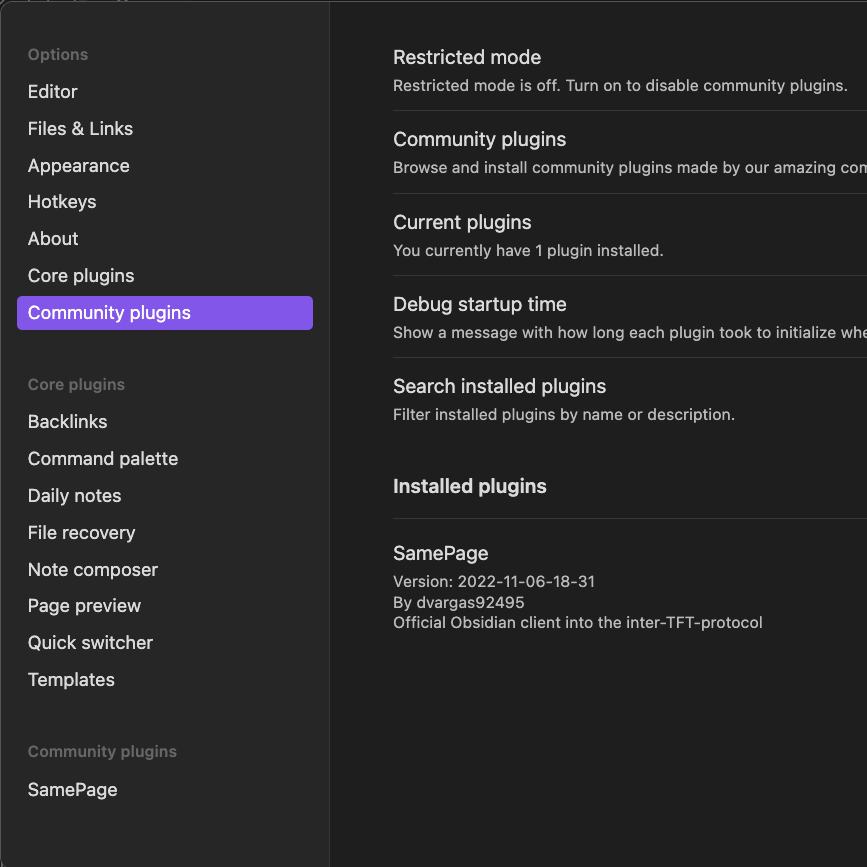 Options
Editor
Files & Links
Appearance
Hotkeys
About
Core plugins
Community plugins
Core plugins
Backlinks
Command palette
Daily notes
File recovery
Note composer
Page preview
Quick switcher
Templates
Community plugins
SamePage
Restricted mode
Restricted mode is off. Turn on to disable community plugins.
Community plugins
Browse and install community plugins made by our amazing
Current plugins
You currently have 1 plugin installed.
Debug startup time
Show a message with how long each plugin took to initialize
Search installed plugins
Filter installed plugins by name or description.
Installed plugins
SamePage
Version: 2022-11-06-18-31
By dvargas92495
Official Obsidian client into the inter-TFT-protocol